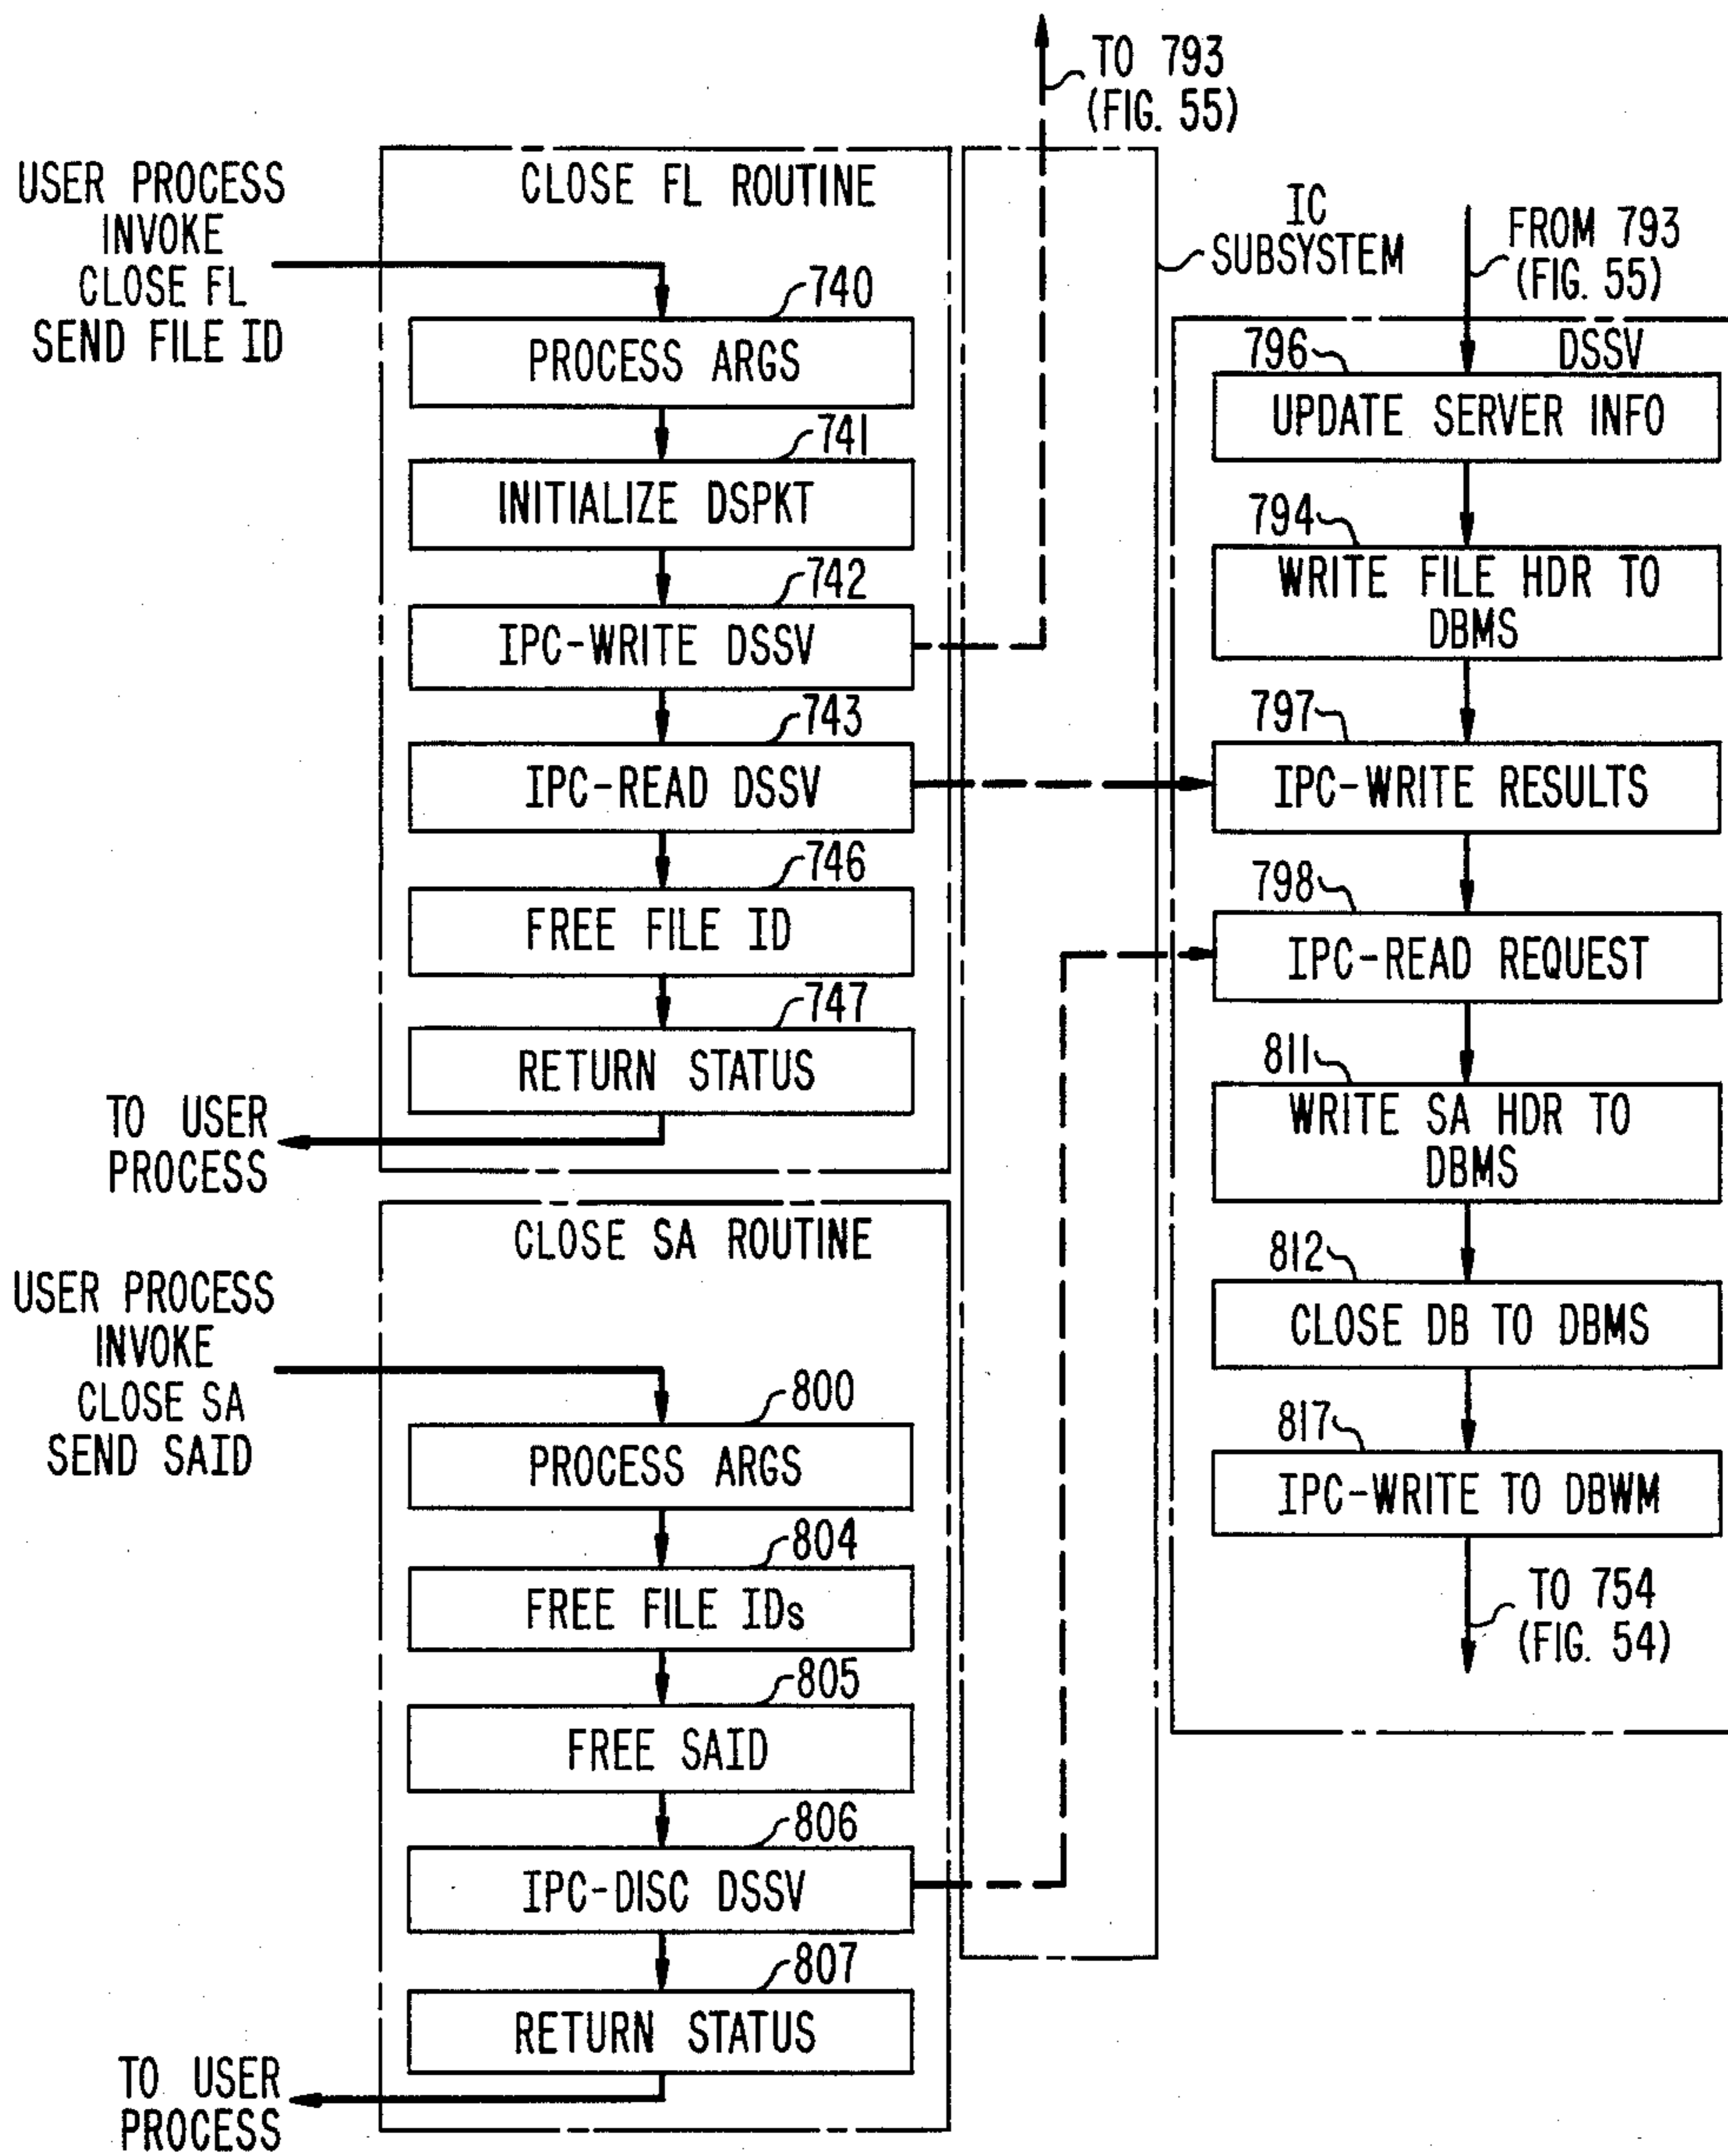 TO 793
(FIG. 55)
USER PROCESS
INVOKE
CLOSE FL
SEND FILE ID
CLOSE FL ROUTINE
740
PROCESS ARGS
741
INITIALIZE DSPKT
742
IPC-WRITE DSSV
743
IPC-READ DSSV
746
FREE FILE ID
747
RETURN STATUS
TO USER
PROCESS
IC
SUBSYSTEM
FROM 793
(FIG. 55)
DSSV
796
UPDATE SERVER INFO
794
WRITE FILE HDR TO
DBMS
797
IPC-WRITE RESULTS
798
IPC-READ REQUEST
811
WRITE SA HDR TO
DBMS
812
CLOSE DB TO DBMS
817
IPC-WRITE TO DBWM
TO 754
(FIG. 54)
CLOSE SA ROUTINE
USER PROCESS
INVOKE
CLOSE SA
SEND SAID
800
PROCESS ARGS
804
FREE FILE IDs
805
FREE SAID
806
IPC-DISC DSSV
807
RETURN STATUS
TO USER
PROCESS